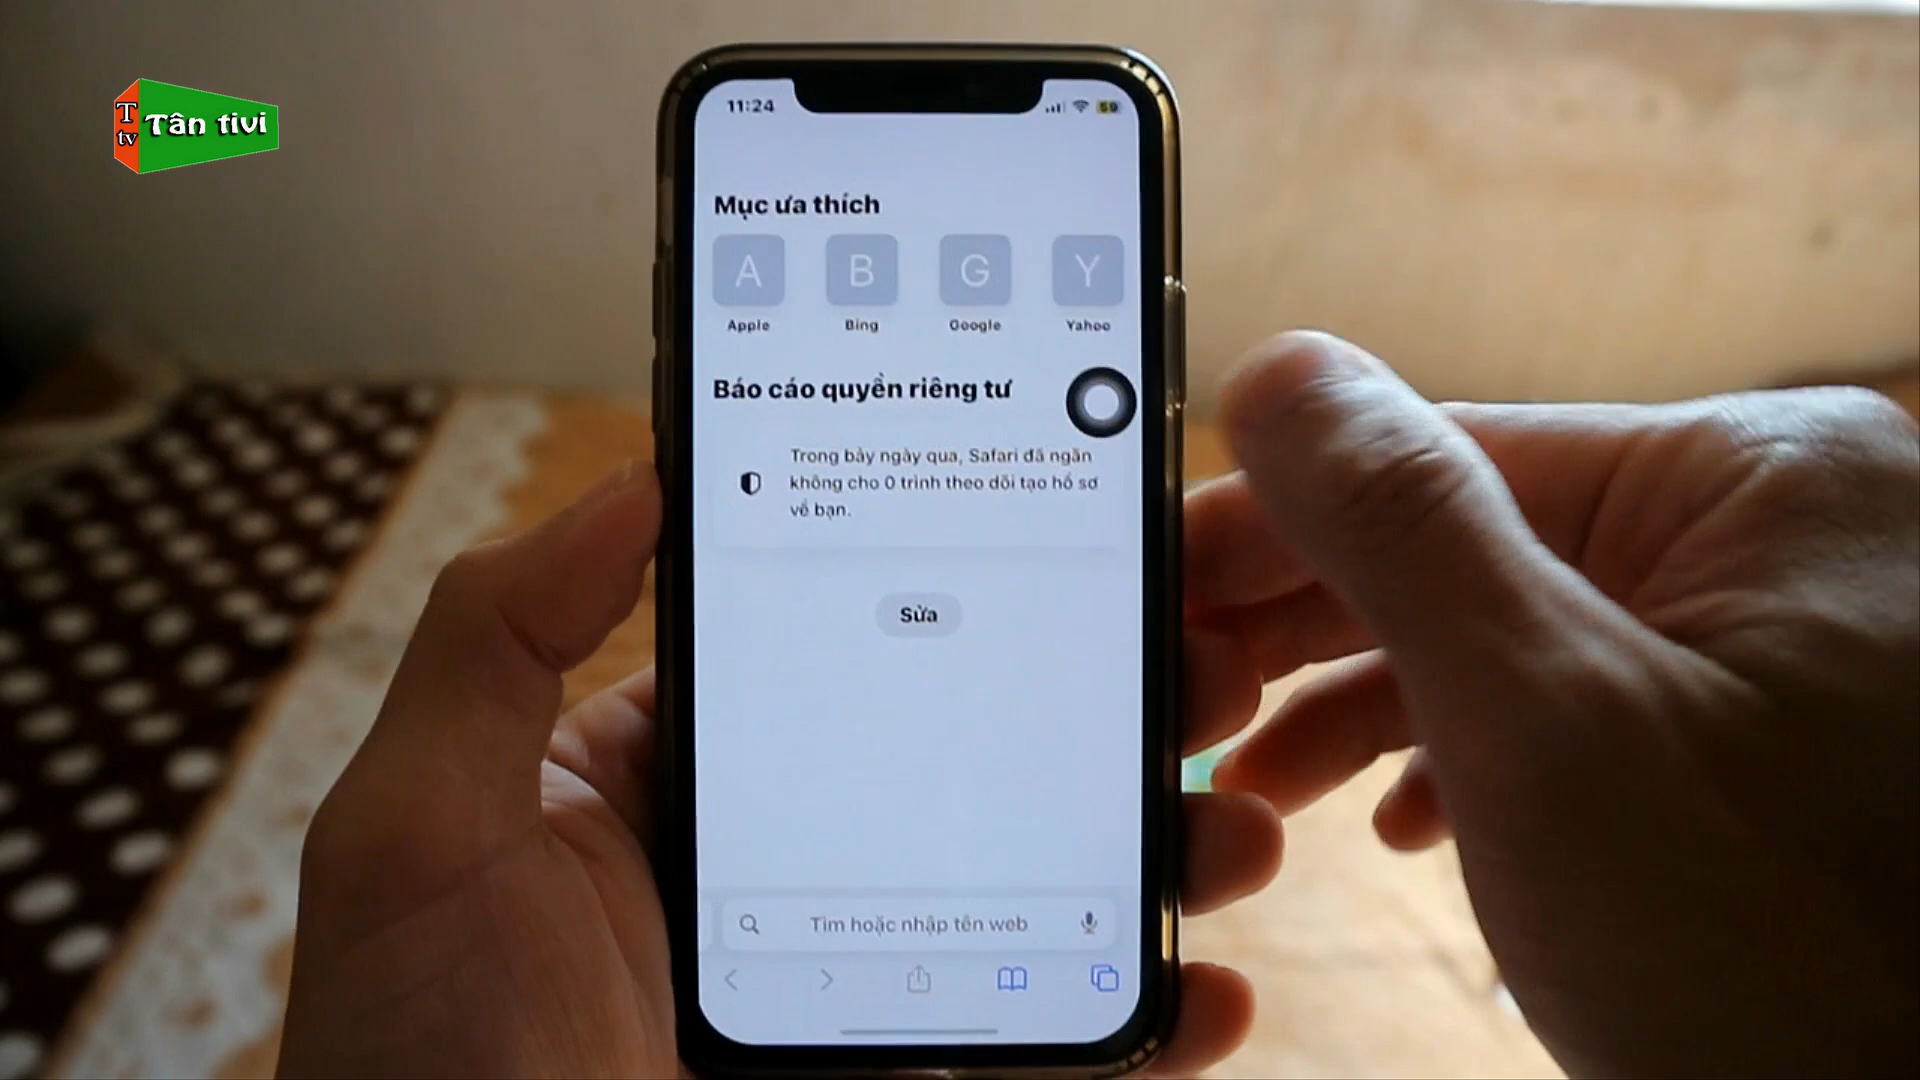 T
tv
Tân tivi
11:24
59
Mục ưa thích
A
B
G
Y
Apple
Bing
Google
Yahoo
Báo cáo quyền riêng tư
Trong bảy ngày qua, Safari đã ngăn
không cho 0 trình theo dõi tạo hồ sơ
về bạn.
Sửa
Tìm hoặc nhập tên web